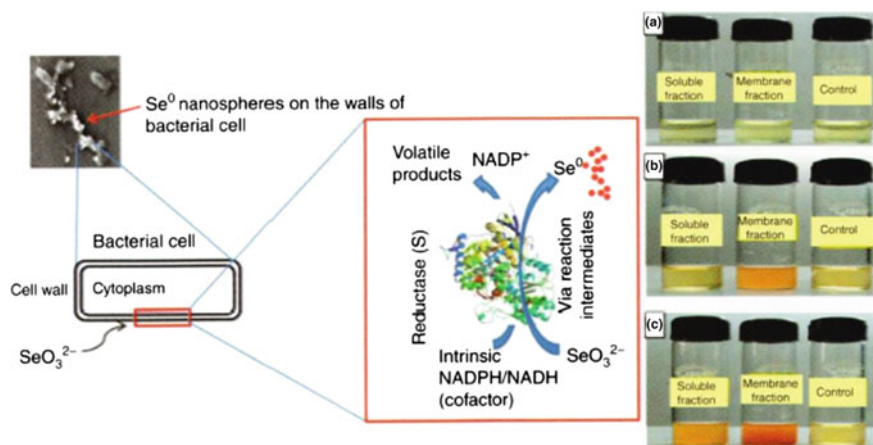 Se⁰ nanospheres on the walls of
bacterial cell
Bacterial cell
Cell wall
Cytoplasm
SeO₃²⁻
Volatile
products
NADP⁺
Se⁰
Reductase (S)
Via reaction
intermediates
Intrinsic
NADPH/NADH
(cofactor)
SeO₃²⁻
(a)
Soluble
fraction
Membrane
fraction
Control
(b)
Soluble
fraction
Membrane
fraction
Control
(c)
Soluble
fraction
Membrane
fraction
Control